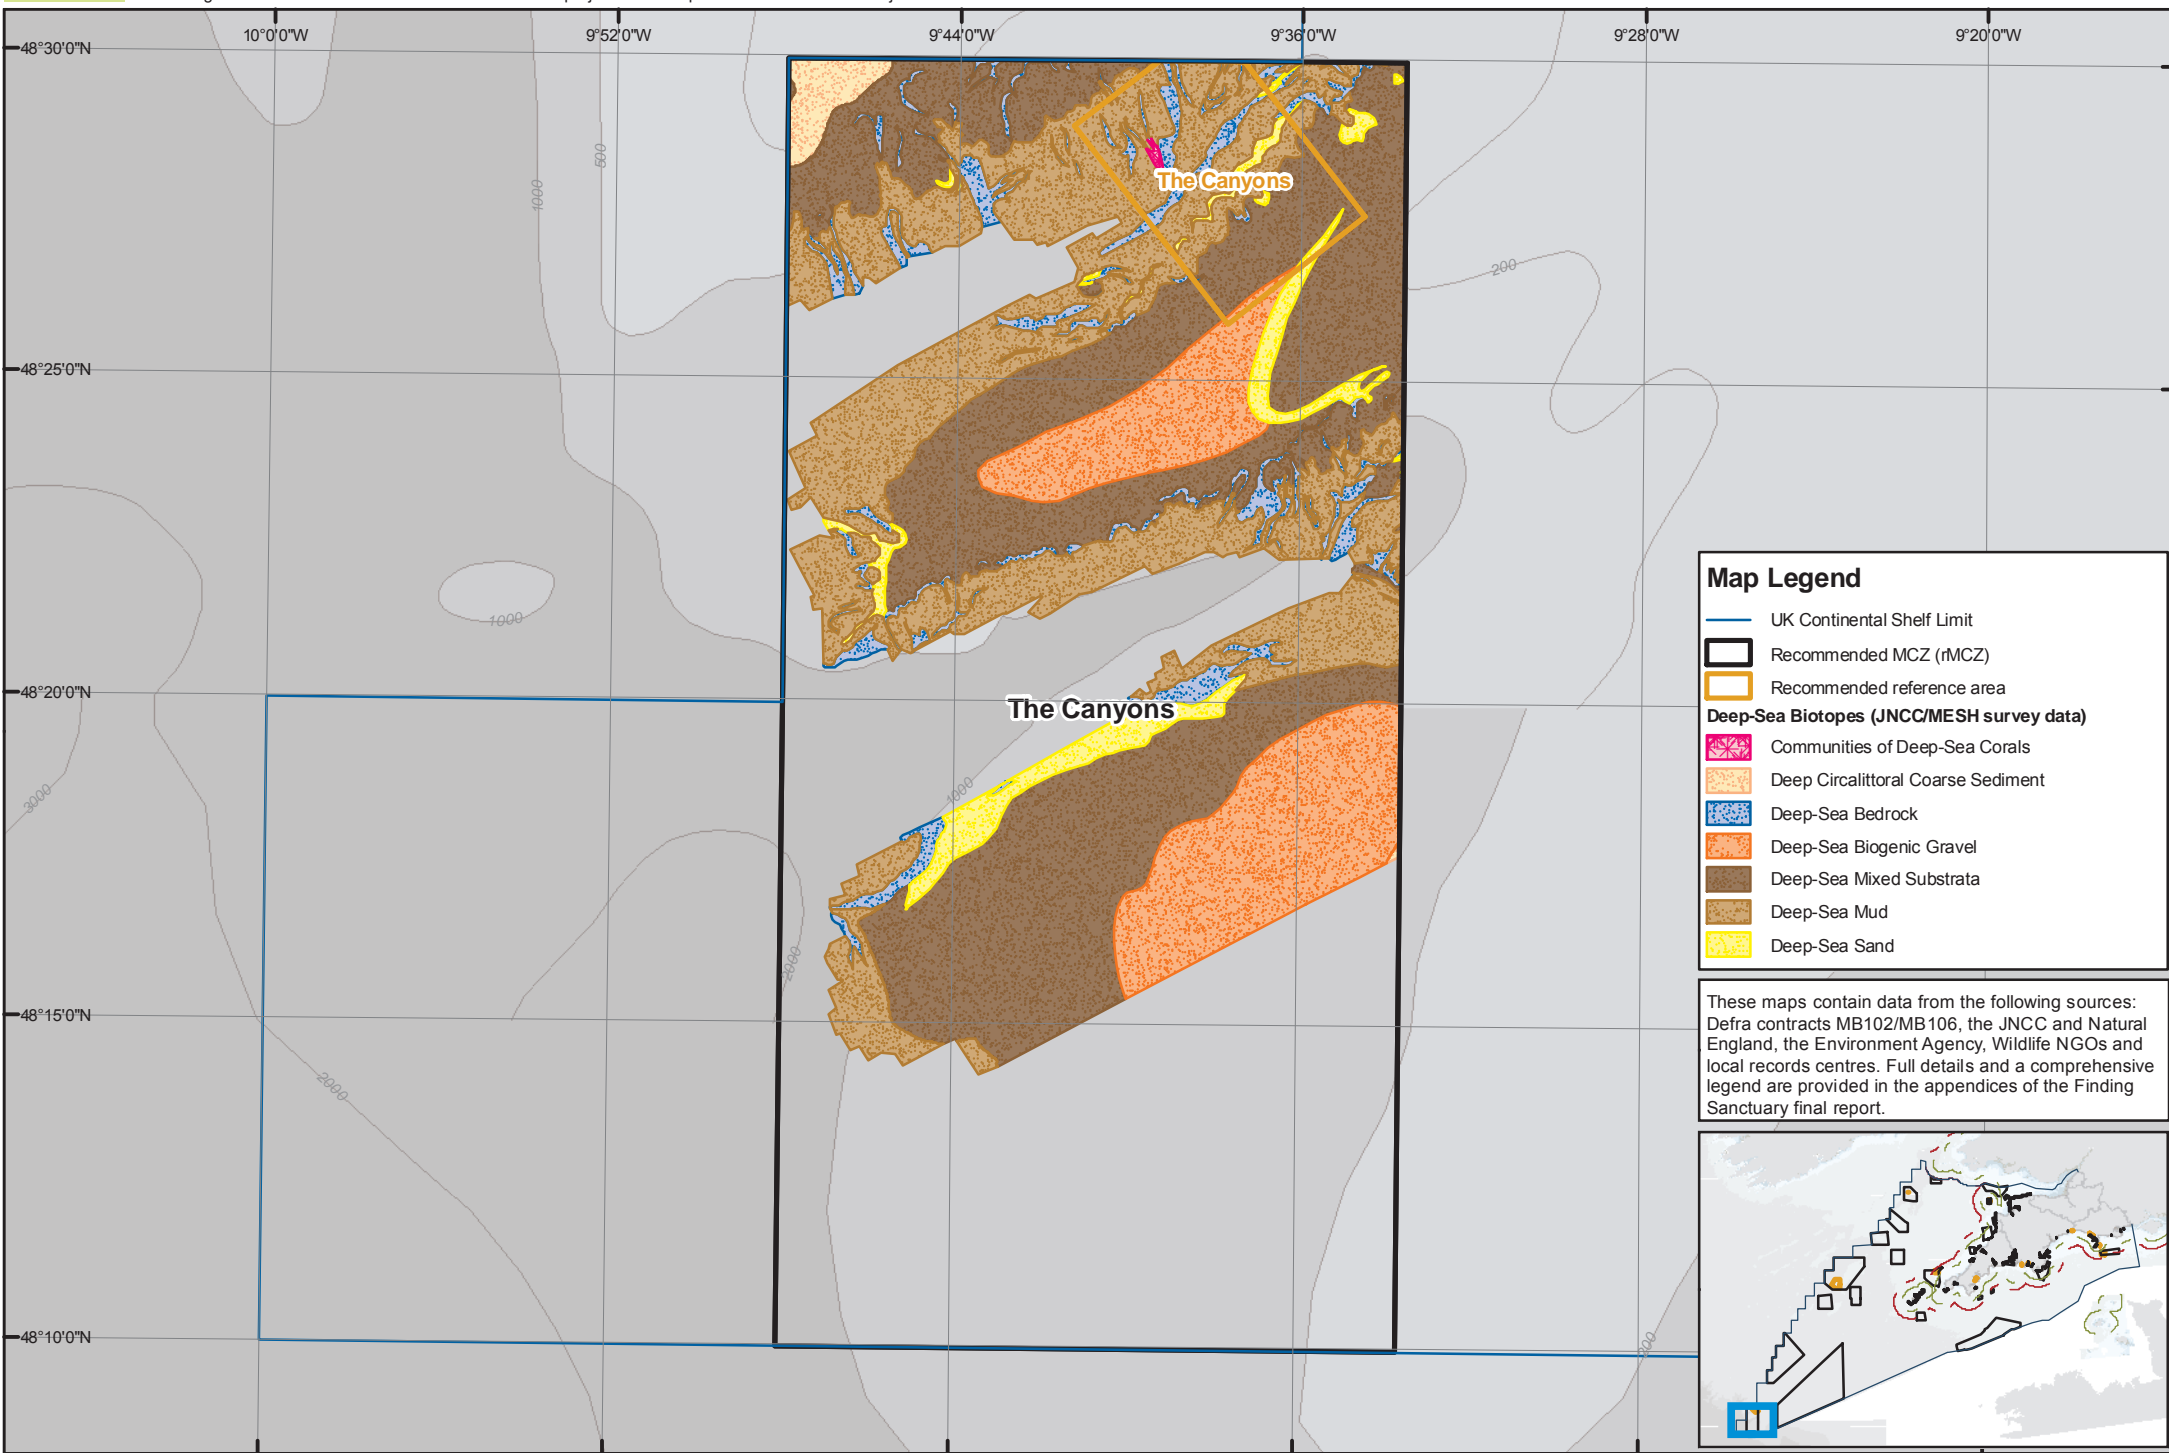 10°0'0"W
9°52'0"W
9°44'0"W
9°36'0"W
9°28'0"W
9°20'0"W
48°30'0"N
500
1000
The Canyons
200
48°25'0"N
1000
48°20'0"N
The Canyons
3000
1000
2000
48°15'0"N
2000
48°10'0"N
Map Legend
UK Continental Shelf Limit
Recommended MCZ (rMCZ)
Recommended reference area
Deep-Sea Biotopes (JNCC/MESH survey data)
Communities of Deep-Sea Corals
Deep Circalittoral Coarse Sediment
Deep-Sea Bedrock
Deep-Sea Biogenic Gravel
Deep-Sea Mixed Substrata
Deep-Sea Mud
Deep-Sea Sand
These maps contain data from the following sources:
Defra contracts MB102/MB106, the JNCC and Natural
England, the Environment Agency, Wildlife NGOs and
local records centres. Full details and a comprehensive
legend are provided in the appendices of the Finding
Sanctuary final report.